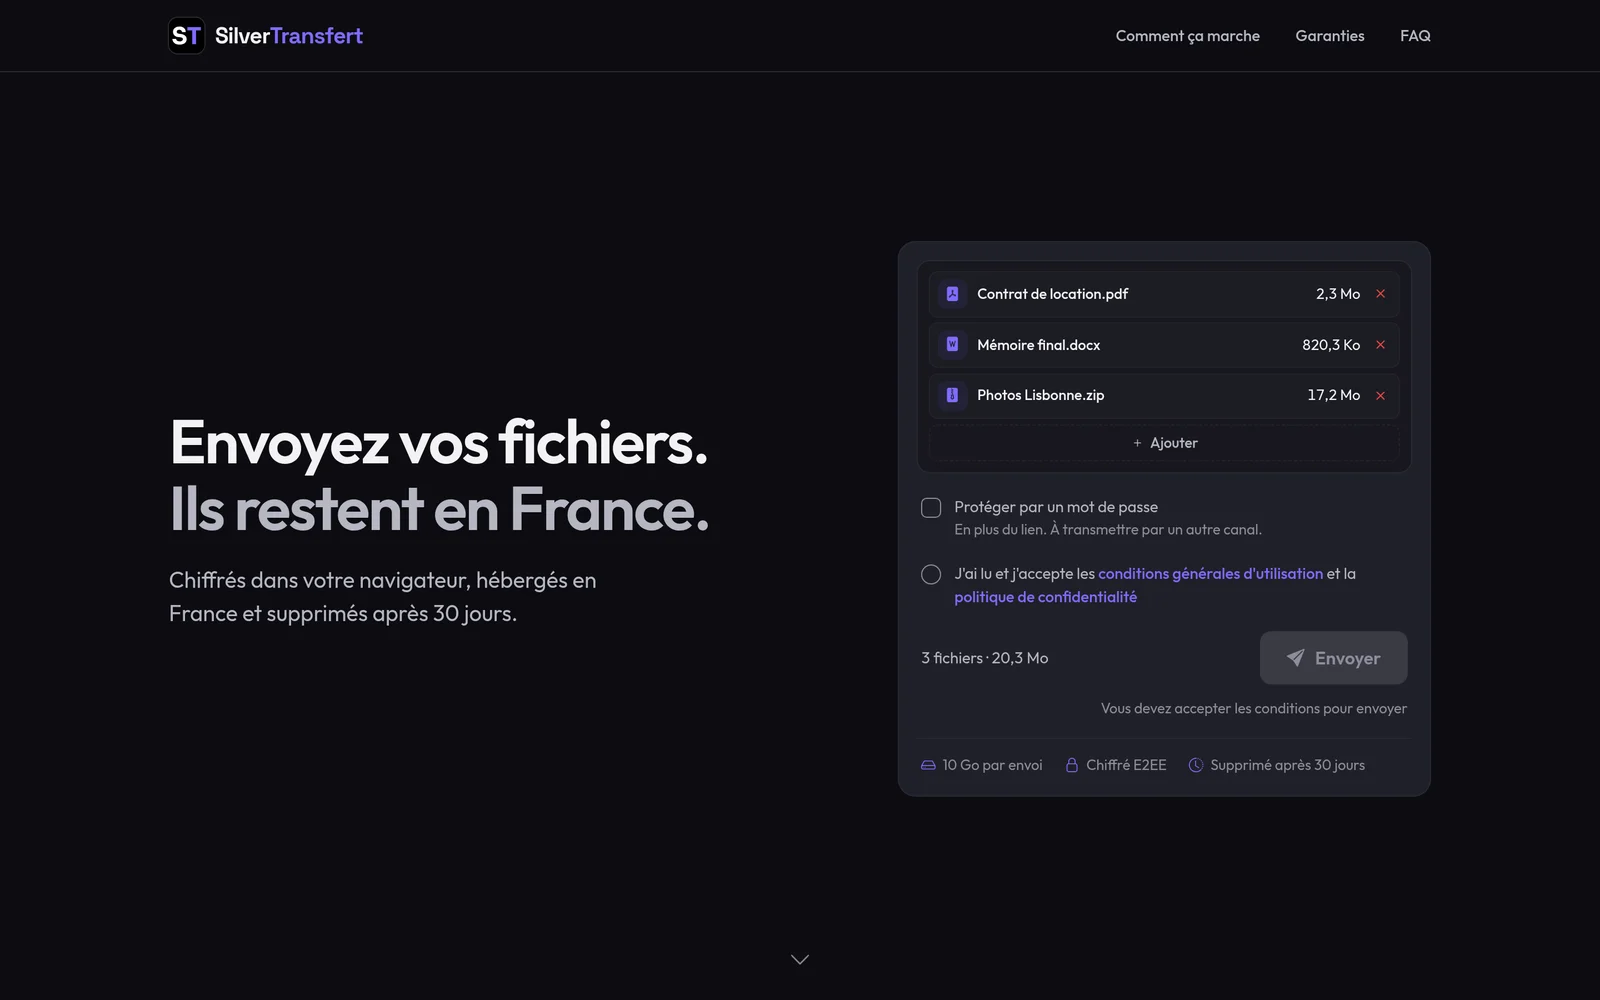 ST SilverTransfert
Comment ça marche
Garanties
FAQ
Envoyez vos fichiers.
Ils restent en France.
Chiffrés dans votre navigateur, hébergés en
France et supprimés après 30 jours.
Contrat de location.pdf 2,3 Mo
W Mémoire final.docx 820,3 Ko
Photos Lisbonne.zip 17,2 Mo
+ Ajouter
Protéger par un mot de passe
En plus du lien. À transmettre par un autre canal.
J'ai lu et j'accepte les conditions générales d'utilisation et la
politique de confidentialité
3 fichiers · 20,3 Mo
Envoyer
Vous devez accepter les conditions pour envoyer
10 Go par envoi
Chiffré E2EE
Supprimé après 30 jours